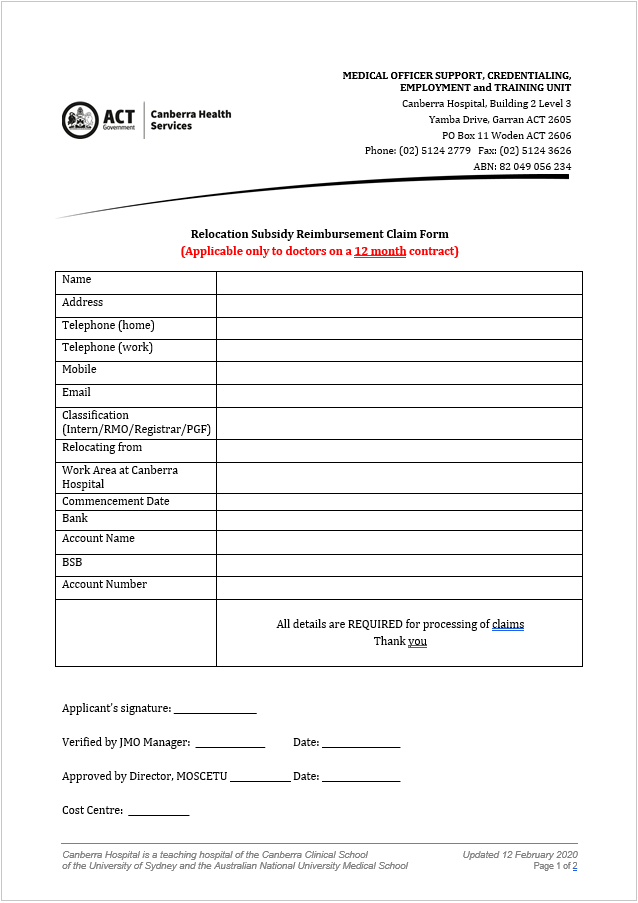 MEDICAL OFFICER SUPPORT, CREDENTIALING,
EMPLOYMENT and TRAINING UNIT
Canberra Hospital, Building 2 Level 3
Yamba Drive, Garran ACT 2605
PO Box 11 Woden ACT 2606
Phone: (02) 5124 2779 Fax: (02) 5124 3626
ABN: 82 049 056 234
ACT
Government
Canberra Health
Services
Relocation Subsidy Reimbursement Claim Form
(Applicable only to doctors on a 12 month contract)
Name
Address
Telephone (home)
Telephone (work)
Mobile
Email
Classification
(Intern/RMO/Registrar/PGF)
Relocating from
Work Area at Canberra
Hospital
Commencement Date
Bank
Account Name
BSB
Account Number
All details are REQUIRED for processing of claims
Thank you
Applicant's signature: _______________
Verified by JMO Manager: _____________ Date: _______________
Approved by Director, MOSCETU ___________ Date: _______________
Cost Centre: ___________
Canberra Hospital is a teaching hospital of the Canberra Clinical School
of the University of Sydney and the Australian National University Medical School
Updated 12 February 2020
Page 1 of 2